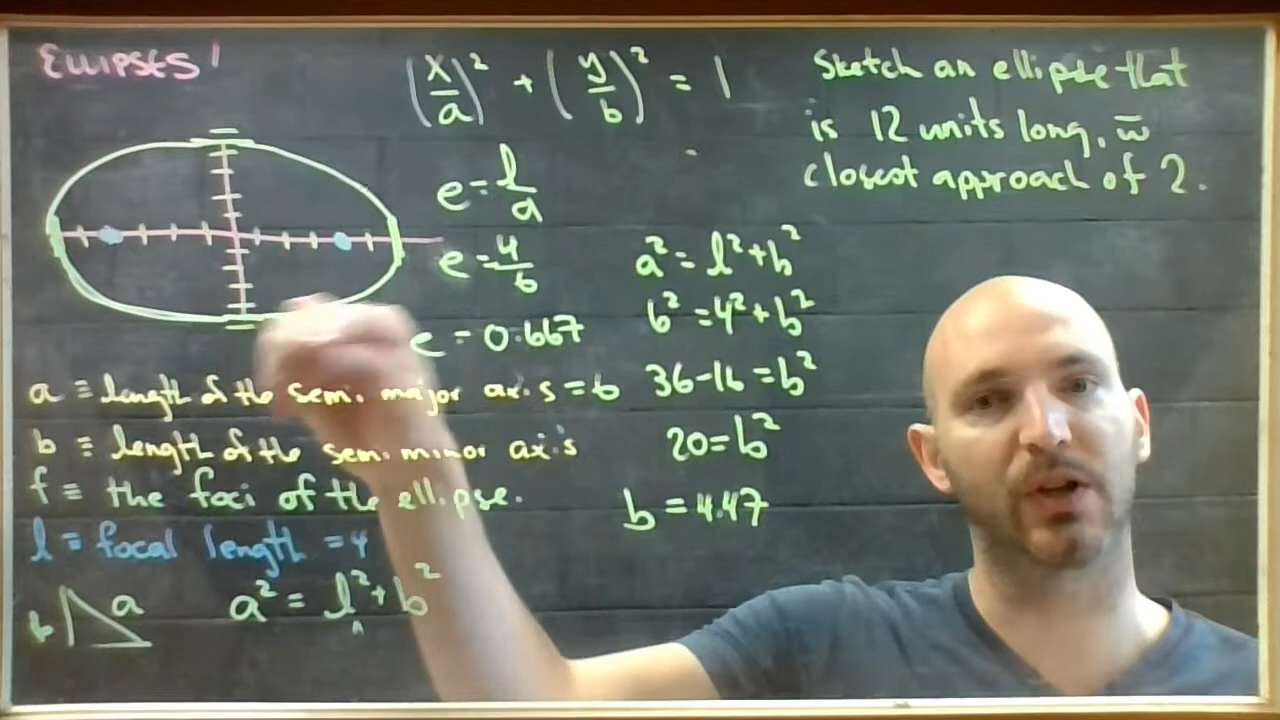 ELLIPSES!
(x/a)² + (y/b)² = 1
Sketch an ellipse that
is 12 units long, w̄
closest approach of 2.
e = l/a
e = 4/6
e = 0.667
a² = l² + b²
6² = 4² + b²
36-16 = b²
20 = b²
b = 4.47
a ≡ length of the semi major axis = 6
b ≡ length of the semi minor axis
f ≡ the foci of the ellipse.
l ≡ focal length = 4
b a
a² = l² + b²